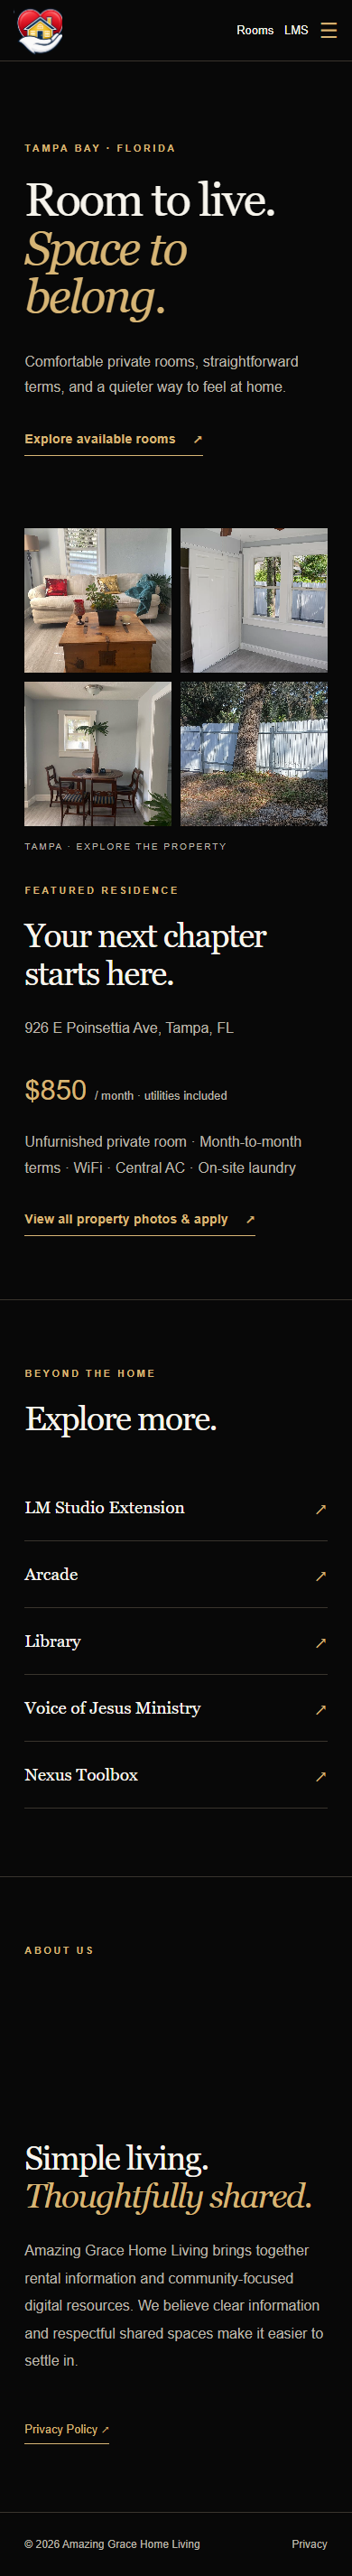 Rooms LMS
TAMPA BAY · FLORIDA
Room to live.
Space to
belong.
Comfortable private rooms, straightforward
terms, and a quieter way to feel at home.
Explore available rooms ↗
TAMPA · EXPLORE THE PROPERTY
FEATURED RESIDENCE
Your next chapter
starts here.
926 E Poinsettia Ave, Tampa, FL
$850 / month · utilities included
Unfurnished private room · Month-to-month
terms · WiFi · Central AC · On-site laundry
View all property photos & apply ↗
BEYOND THE HOME
Explore more.
LM Studio Extension ↗
Arcade ↗
Library ↗
Voice of Jesus Ministry ↗
Nexus Toolbox ↗
ABOUT US
Simple living.
Thoughtfully shared.
Amazing Grace Home Living brings together
rental information and community-focused
digital resources. We believe clear information
and respectful shared spaces make it easier to
settle in.
Privacy Policy ↗
© 2026 Amazing Grace Home Living Privacy